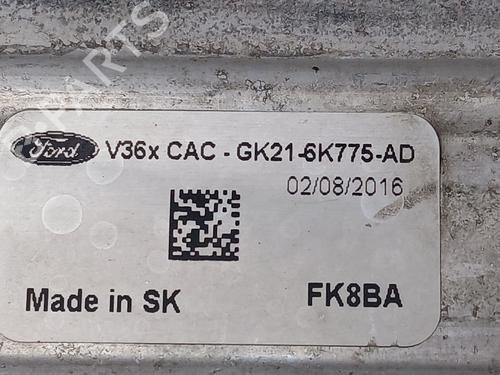 Ford V36x CAC - GK21-6K775-AD
02/08/2016
Made in SK FK8BA